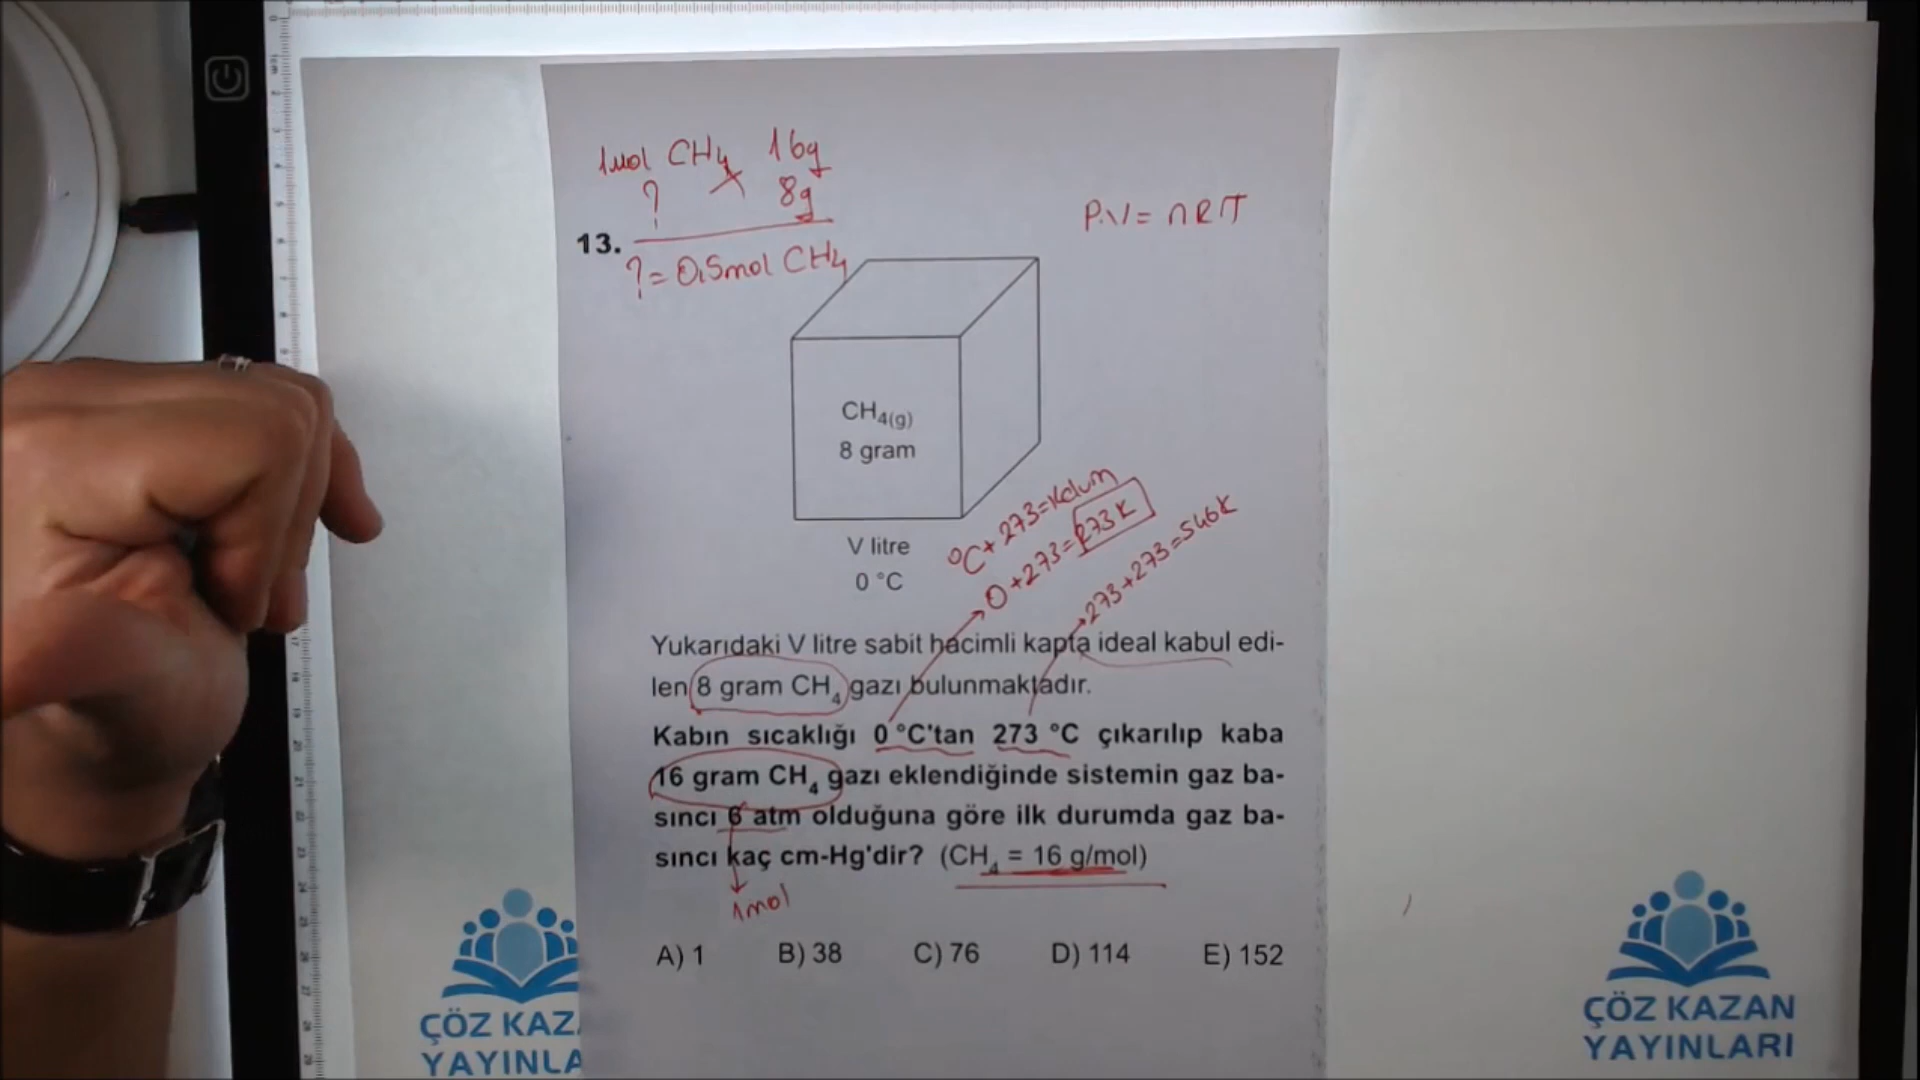 1mol CH4 16g
? 8g
13.
? = 0,5mol CH4
P.V = nRT
CH4(g)
8 gram
°C + 273 = Kelvin
0 + 273 = 273 K
273 + 273 = 546K
V litre
0 °C
Yukarıdaki V litre sabit hacimli kapta ideal kabul edi-
len 8 gram CH4 gazı bulunmaktadır.
Kabın sıcaklığı 0 °C'tan 273 °C çıkarılıp kaba
16 gram CH4 gazı eklendiğinde sistemin gaz ba-
sıncı 6 atm olduğuna göre ilk durumda gaz ba-
sıncı kaç cm-Hg'dir? (CH4 = 16 g/mol)
1mol
A) 1 B) 38 C) 76 D) 114 E) 152
ÇÖZ KAZA
YAYINLA
ÇÖZ KAZAN
YAYINLARI